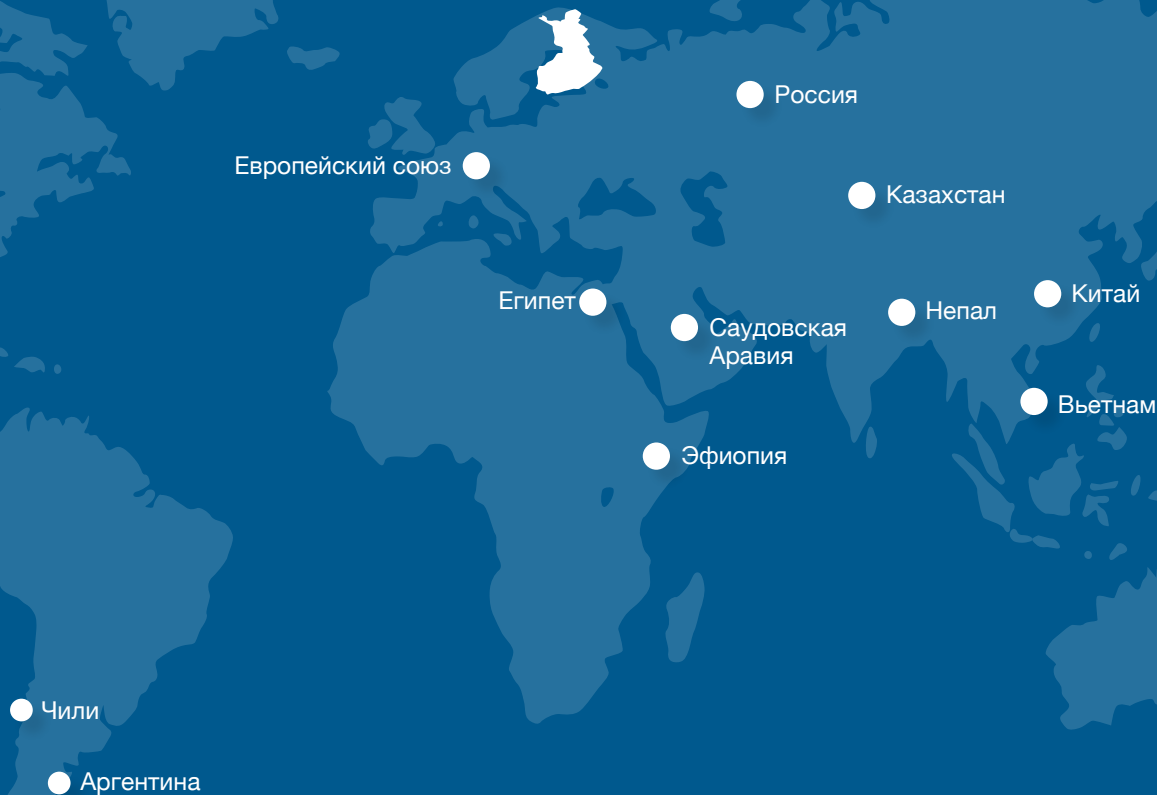 Россия
Европейский союз
Казахстан
Египет
Китай
Непал
Саудовская
Аравия
Вьетнам
Эфиопия
Чили
Аргентина